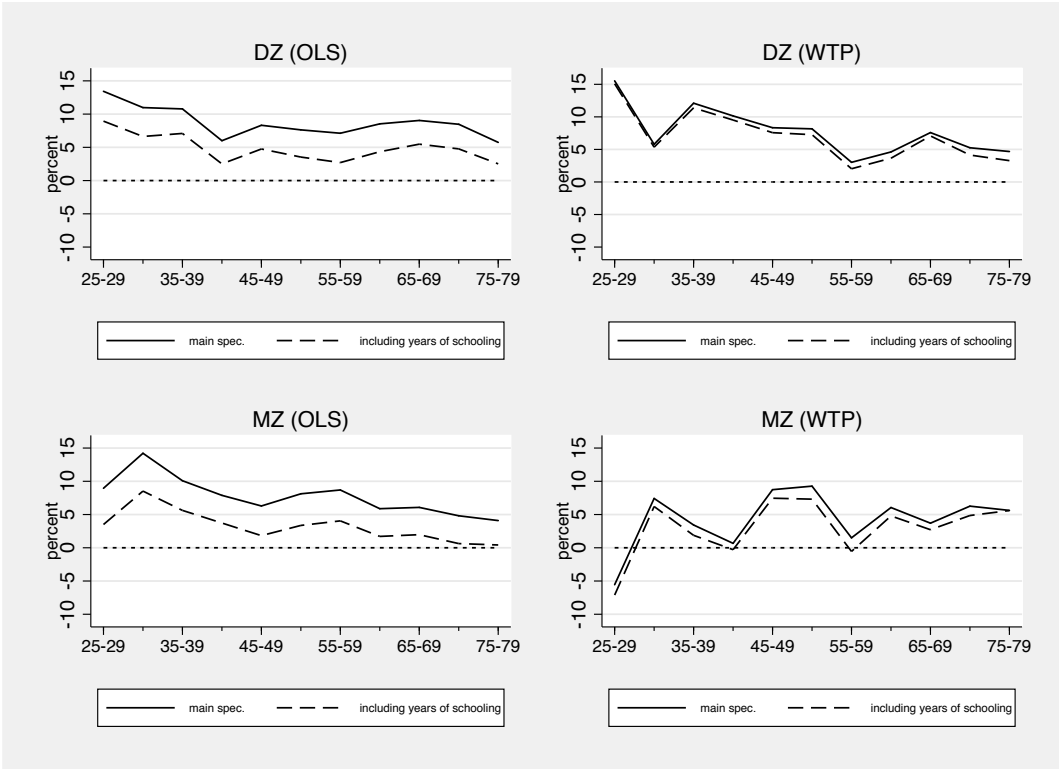 DZ (OLS)
percent
15
10
5
0
-5
-10
25-29 35-39 45-49 55-59 65-69 75-79
main spec. including years of schooling
DZ (WTP)
percent
15
10
5
0
-5
-10
25-29 35-39 45-49 55-59 65-69 75-79
main spec. including years of schooling
MZ (OLS)
percent
15
10
5
0
-5
-10
25-29 35-39 45-49 55-59 65-69 75-79
main spec. including years of schooling
MZ (WTP)
percent
15
10
5
0
-5
-10
25-29 35-39 45-49 55-59 65-69 75-79
main spec. including years of schooling